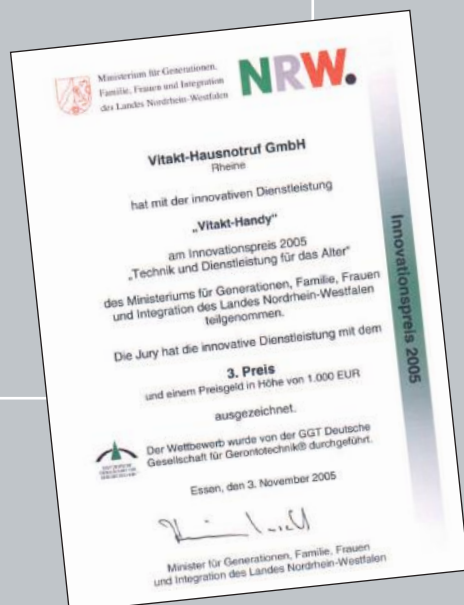 Ministerium für Generationen,
Familie, Frauen und Integration
des Landes Nordrhein-Westfalen
NRW.
Vitakt-Hausnotruf GmbH
Rheine
hat mit der innovativen Dienstleistung
„Vitakt-Handy“
am Innovationspreis 2005
„Technik und Dienstleistung für das Alter“
des Ministeriums für Generationen, Familie, Frauen
und Integration des Landes Nordrhein-Westfalen
teilgenommen.
Die Jury hat die innovative Dienstleistung mit dem
3. Preis
und einem Preisgeld in Höhe von 1.000 EUR
ausgezeichnet.
Der Wettbewerb wurde von der GGT Deutsche
Gesellschaft für Gerontotechnik® durchgeführt.
Essen, den 3. November 2005
Minister für Generationen, Familie, Frauen
und Integration des Landes Nordrhein-Westfalen
Innovationspreis 2005